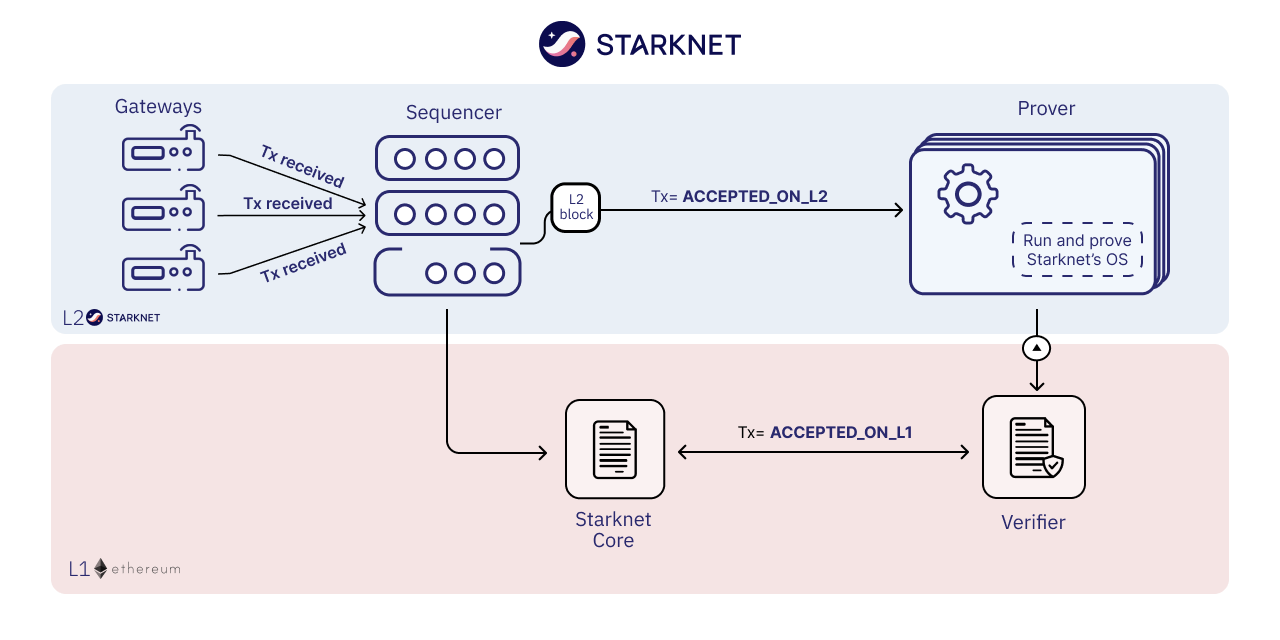 STARKNET
Gateways
Sequencer
Prover
Tx received
Tx received
Tx received
L2
block
Tx= ACCEPTED_ON_L2
Run and prove
Starknet's OS
L2 STARKNET
Tx= ACCEPTED_ON_L1
Starknet
Core
Verifier
L1 ethereum